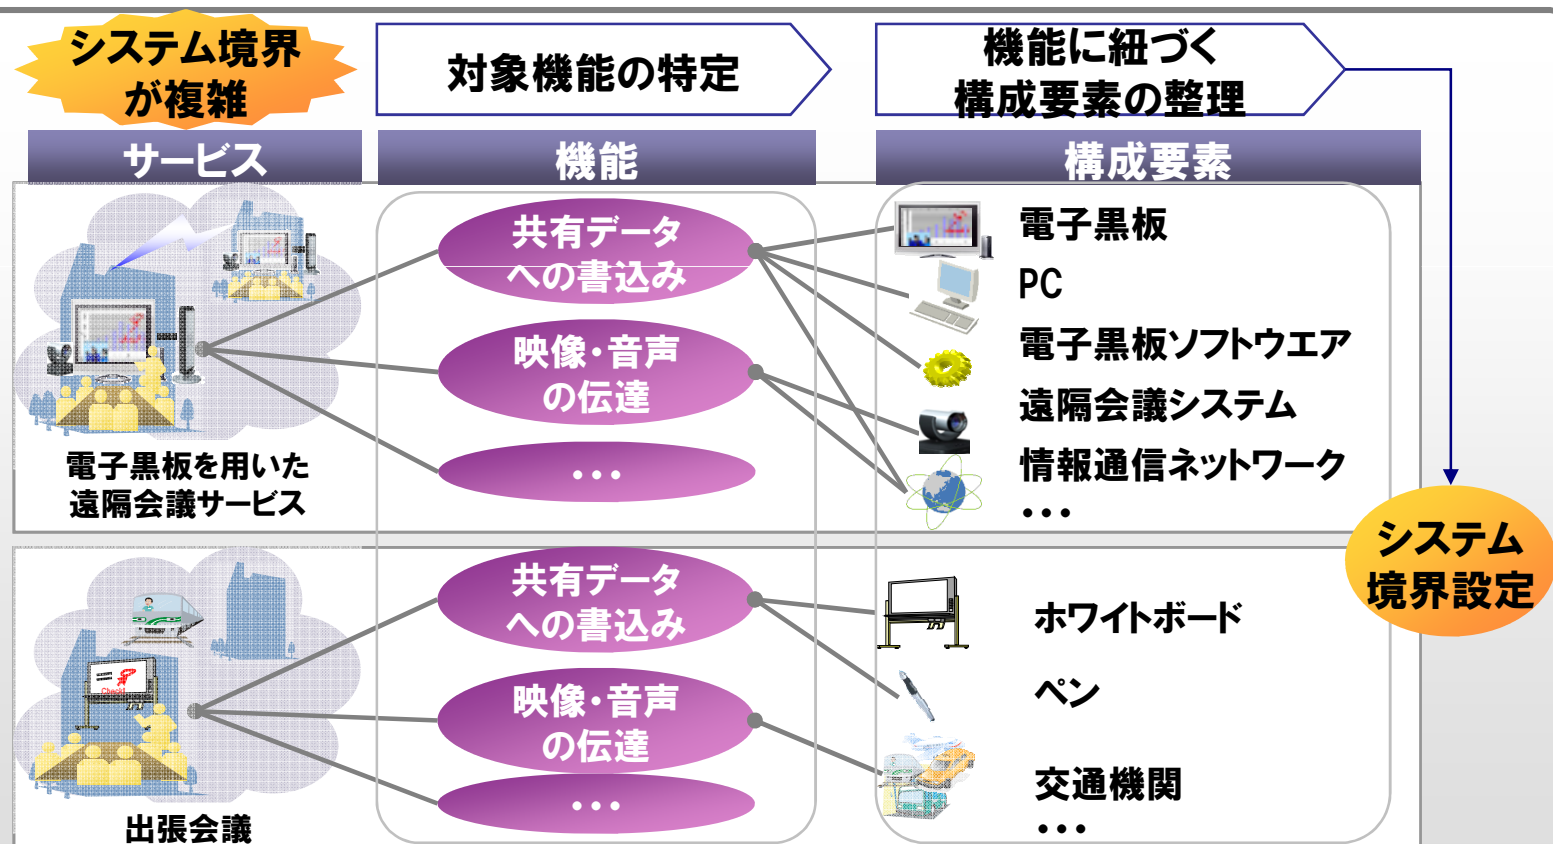 システム境界
が複雑
対象機能の特定
機能に紐づく
構成要素の整理
サービス
機能
構成要素
共有データ
への書込み
映像・音声
の伝達
・・・
電子黒板を用いた
遠隔会議サービス
電子黒板
PC
電子黒板ソフトウエア
遠隔会議システム
情報通信ネットワーク
・・・
システム
境界設定
共有データ
への書込み
映像・音声
の伝達
・・・
Check!
出張会議
ホワイトボード
ペン
交通機関
・・・